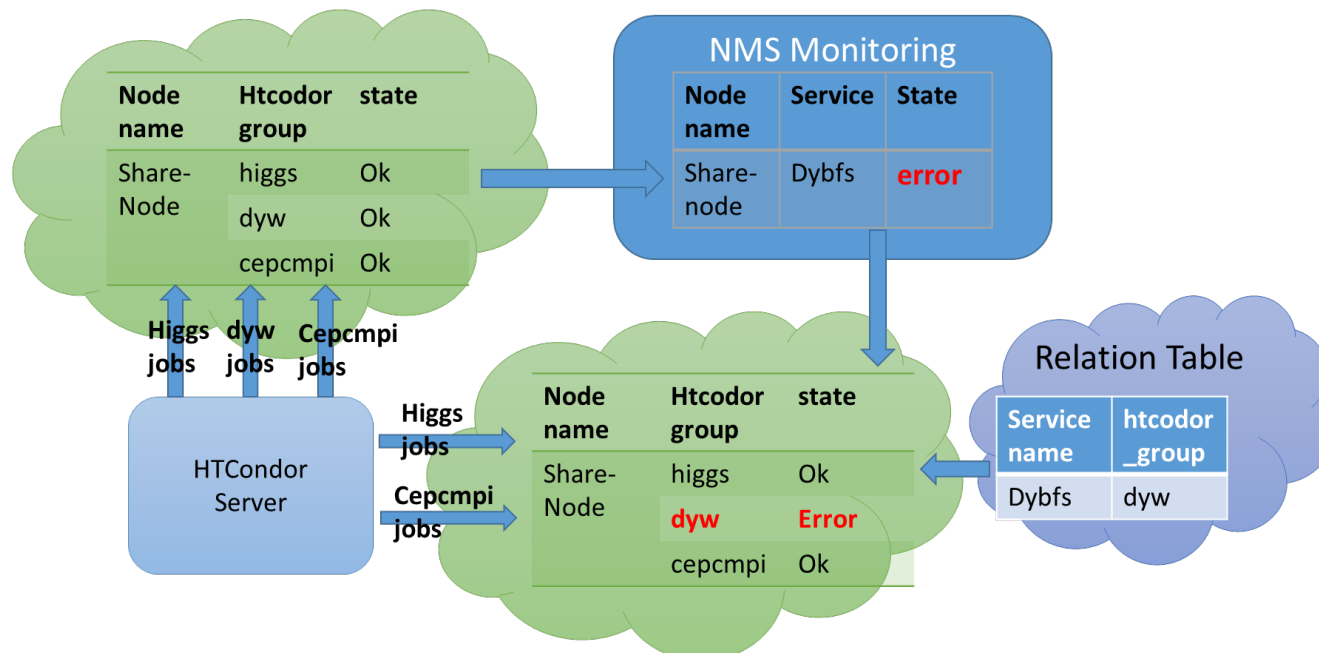 NMS Monitoring
Node name Htcodor group state
Share-Node higgs Ok
dyw Ok
cepcmpi Ok
Node name Service State
Share-node Dybfs error
Higgs jobs
dyw jobs
Cepcmpi jobs
HTCondor Server
Higgs jobs
Cepcmpi jobs
Node name Htcodor group state
Share-Node higgs Ok
dyw Error
cepcmpi Ok
Relation Table
Service name htcodor_group
Dybfs dyw